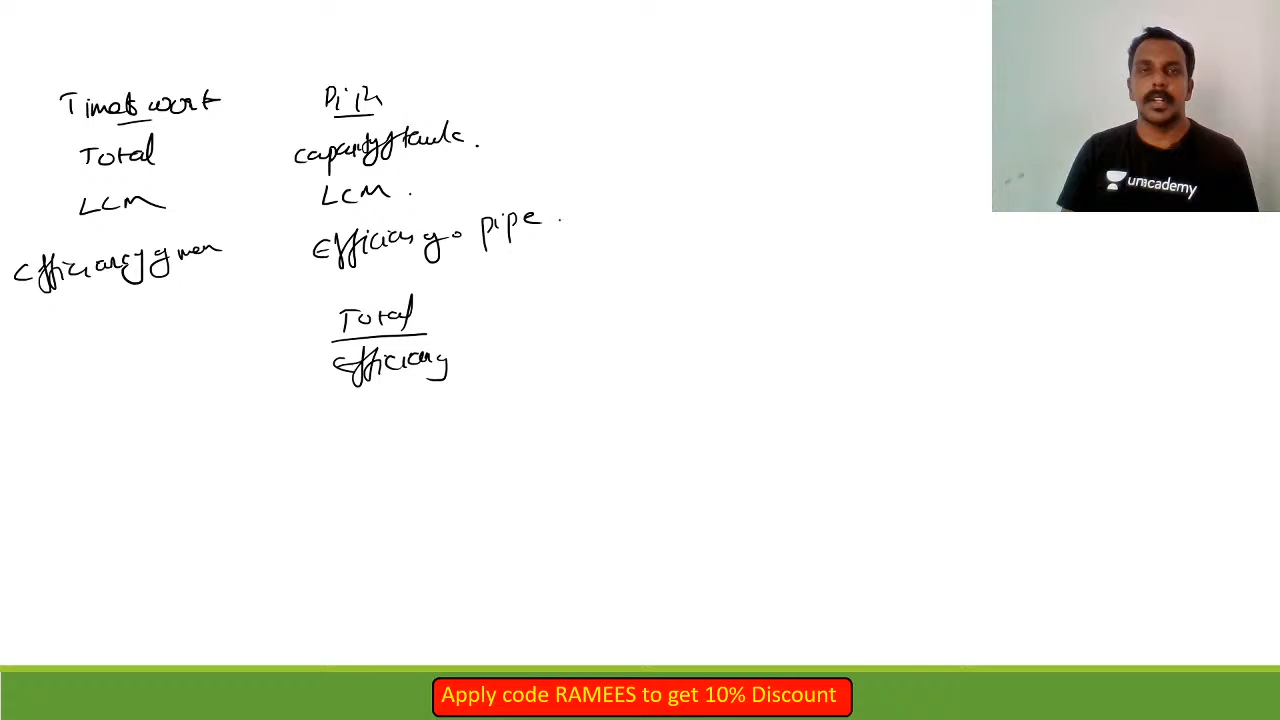 Time & work
Total
LCM
Efficiency of men
Pipe
capacity of tank.
LCM.
Efficiency of pipe.
Total
Efficiency
unacademy
Apply code RAMEES to get 10% Discount